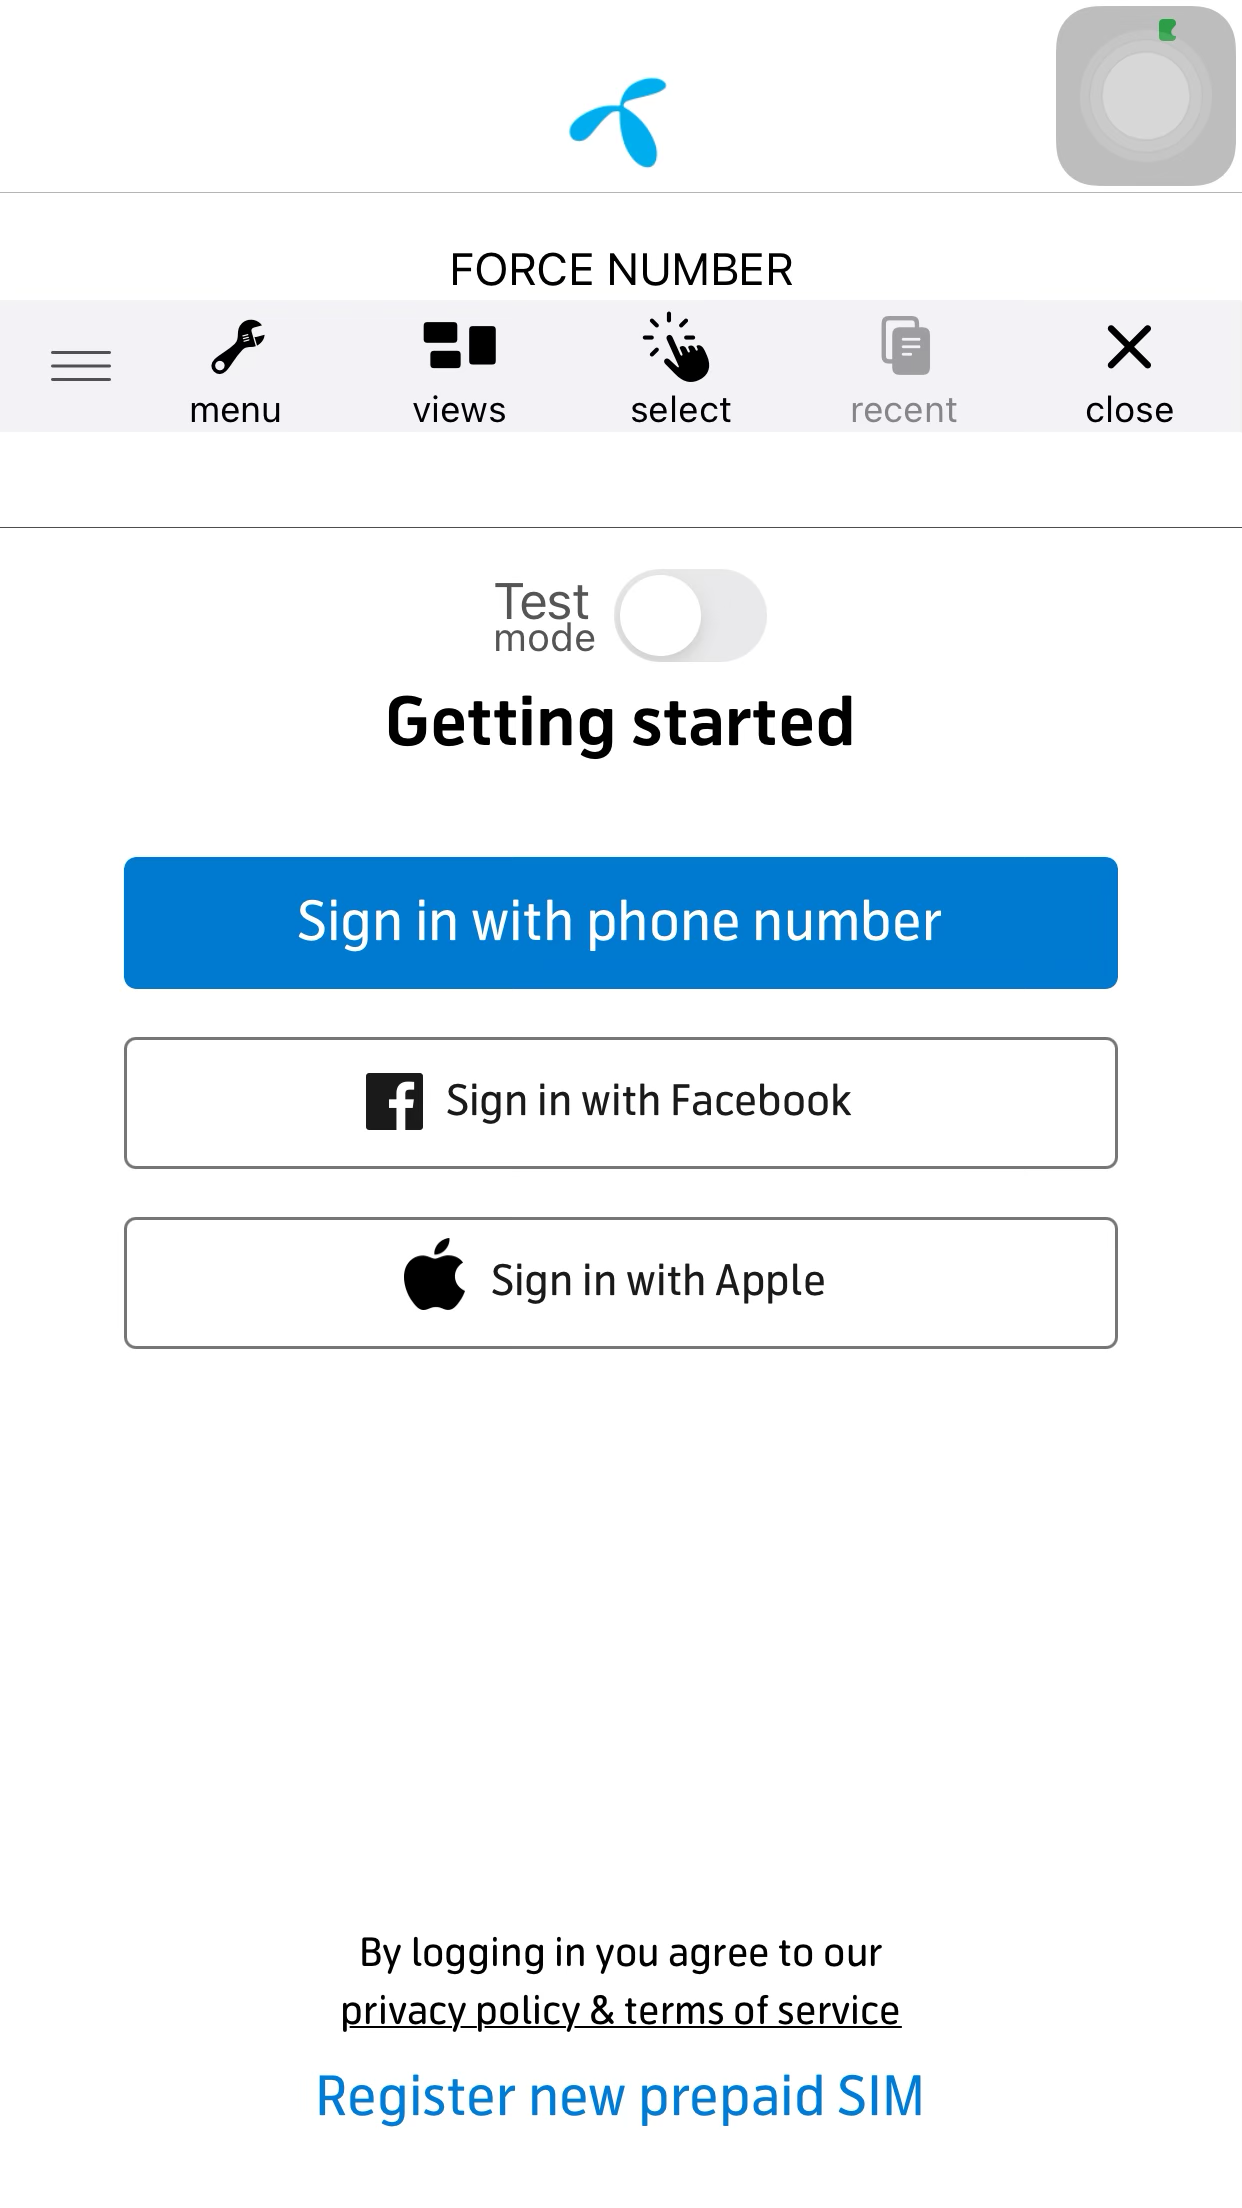 FORCE NUMBER
menu views select recent close
Test
mode
Getting started
Sign in with phone number
Sign in with Facebook
Sign in with Apple
By logging in you agree to our
privacy policy & terms of service
Register new prepaid SIM